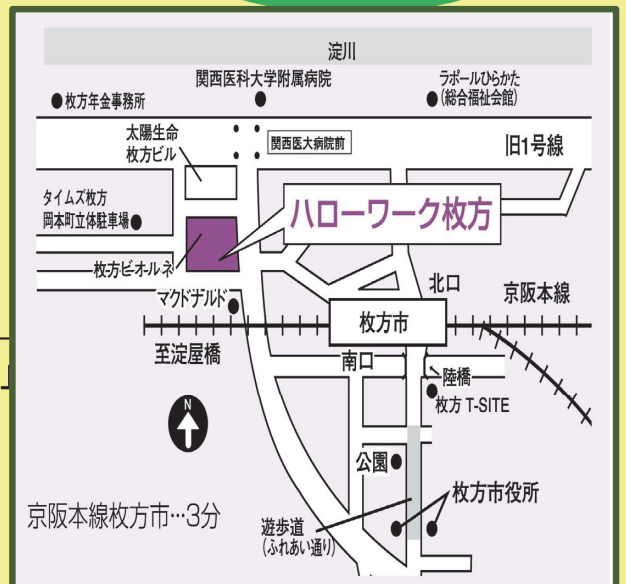 淀川
関西医科大学附属病院
ラポールひらかた
(総合福祉会館)
枚方年金事務所
太陽生命
枚方ビル
関西医大病院前
旧1号線
タイムズ枚方
岡本町立体駐車場
ハローワーク枚方
枚方ビオルネ
マクドナルド
北口
京阪本線
枚方市
至淀屋橋
南口
陸橋
枚方 T-SITE
N
公園
枚方市役所
京阪本線枚方市…3分
遊歩道
(ふれあい通り)